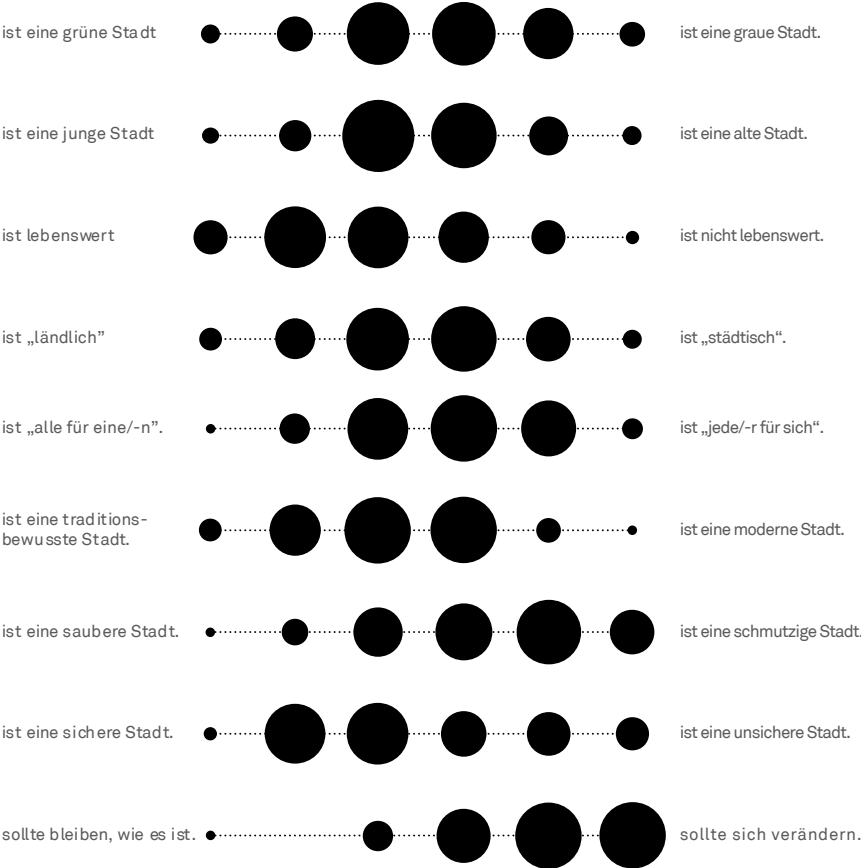 ist eine grüne Stadt
ist eine graue Stadt.
ist eine junge Stadt
ist eine alte Stadt.
ist lebenswert
ist nicht lebenswert.
ist „ländlich”
ist „städtisch“.
ist „alle für eine/-n”.
ist „jede/-r für sich“.
ist eine traditions-
bewusste Stadt.
ist eine moderne Stadt.
ist eine saubere Stadt.
ist eine schmutzige Stadt.
ist eine sichere Stadt.
ist eine unsichere Stadt.
sollte bleiben, wie es ist.
sollte sich verändern.